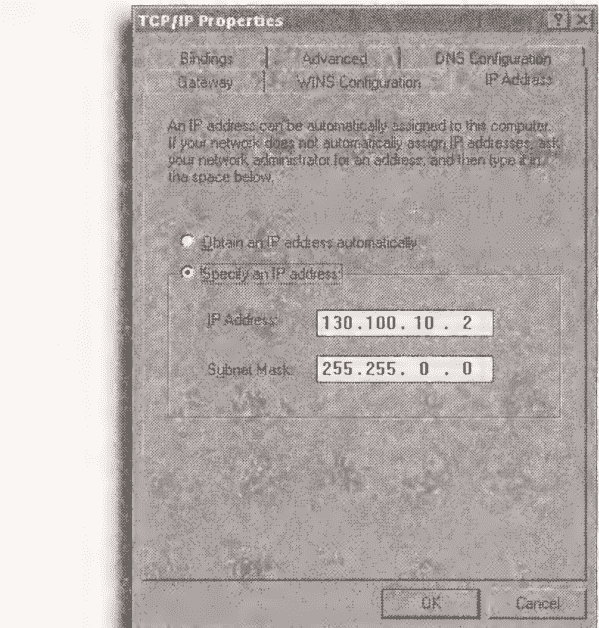 TCP/IP Properties
? X
Bindings Advanced DNS Configuration
Gateway WINS Configuration IP Address
An IP address can be automatically assigned to this computer.
If your network does not automatically assign IP addresses, ask
your network administrator for an address, and then type it in
the space below.
Obtain an IP address automatically
Specify an IP address:
IP Address: 130.100.10.2
Subnet Mask: 255.255.0.0
OK Cancel